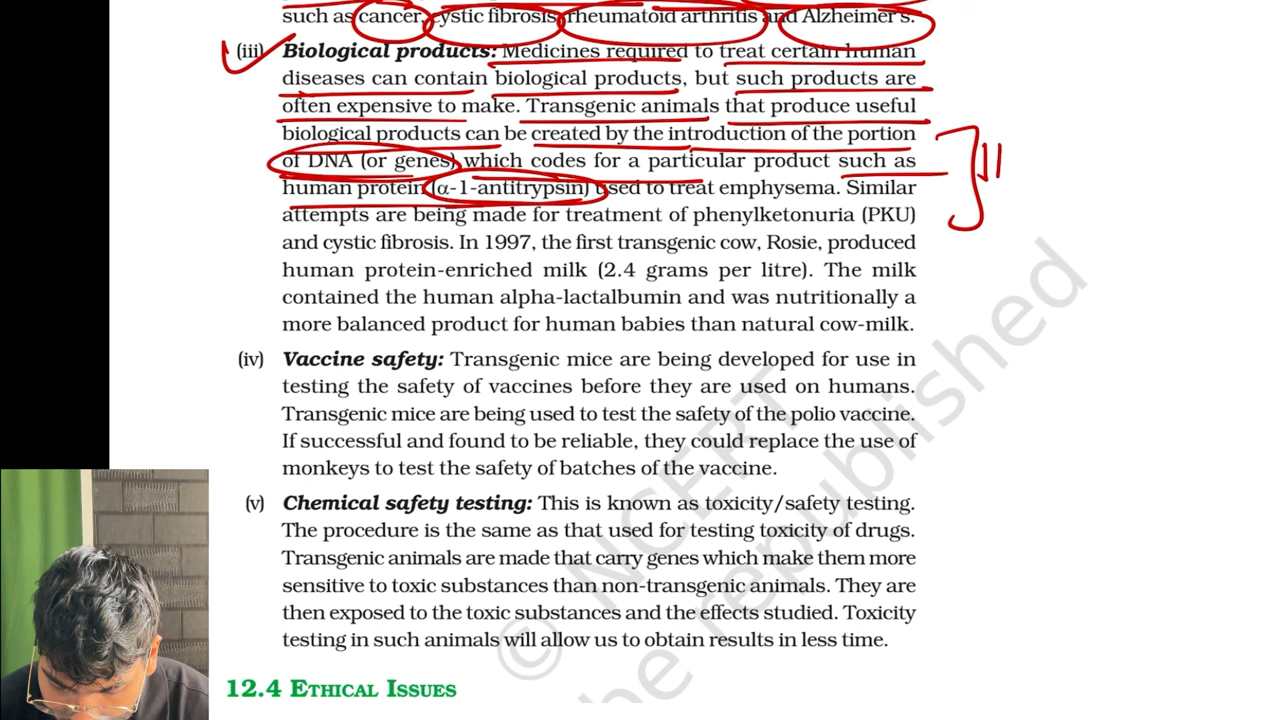 such as cancer, cystic fibrosis, rheumatoid arthritis and Alzheimer's.
(iii) Biological products: Medicines required to treat certain human
diseases can contain biological products, but such products are
often expensive to make. Transgenic animals that produce useful
biological products can be created by the introduction of the portion
of DNA (or genes) which codes for a particular product such as
human protein (α-1-antitrypsin) used to treat emphysema. Similar
attempts are being made for treatment of phenylketonuria (PKU)
and cystic fibrosis. In 1997, the first transgenic cow, Rosie, produced
human protein-enriched milk (2.4 grams per litre). The milk
contained the human alpha-lactalbumin and was nutritionally a
more balanced product for human babies than natural cow-milk.
(iv) Vaccine safety: Transgenic mice are being developed for use in
testing the safety of vaccines before they are used on humans.
Transgenic mice are being used to test the safety of the polio vaccine.
If successful and found to be reliable, they could replace the use of
monkeys to test the safety of batches of the vaccine.
(v) Chemical safety testing: This is known as toxicity/safety testing.
The procedure is the same as that used for testing toxicity of drugs.
Transgenic animals are made that carry genes which make them more
sensitive to toxic substances than non-transgenic animals. They are
then exposed to the toxic substances and the effects studied. Toxicity
testing in such animals will allow us to obtain results in less time.
12.4 ETHICAL ISSUES
© NCERT
be republished